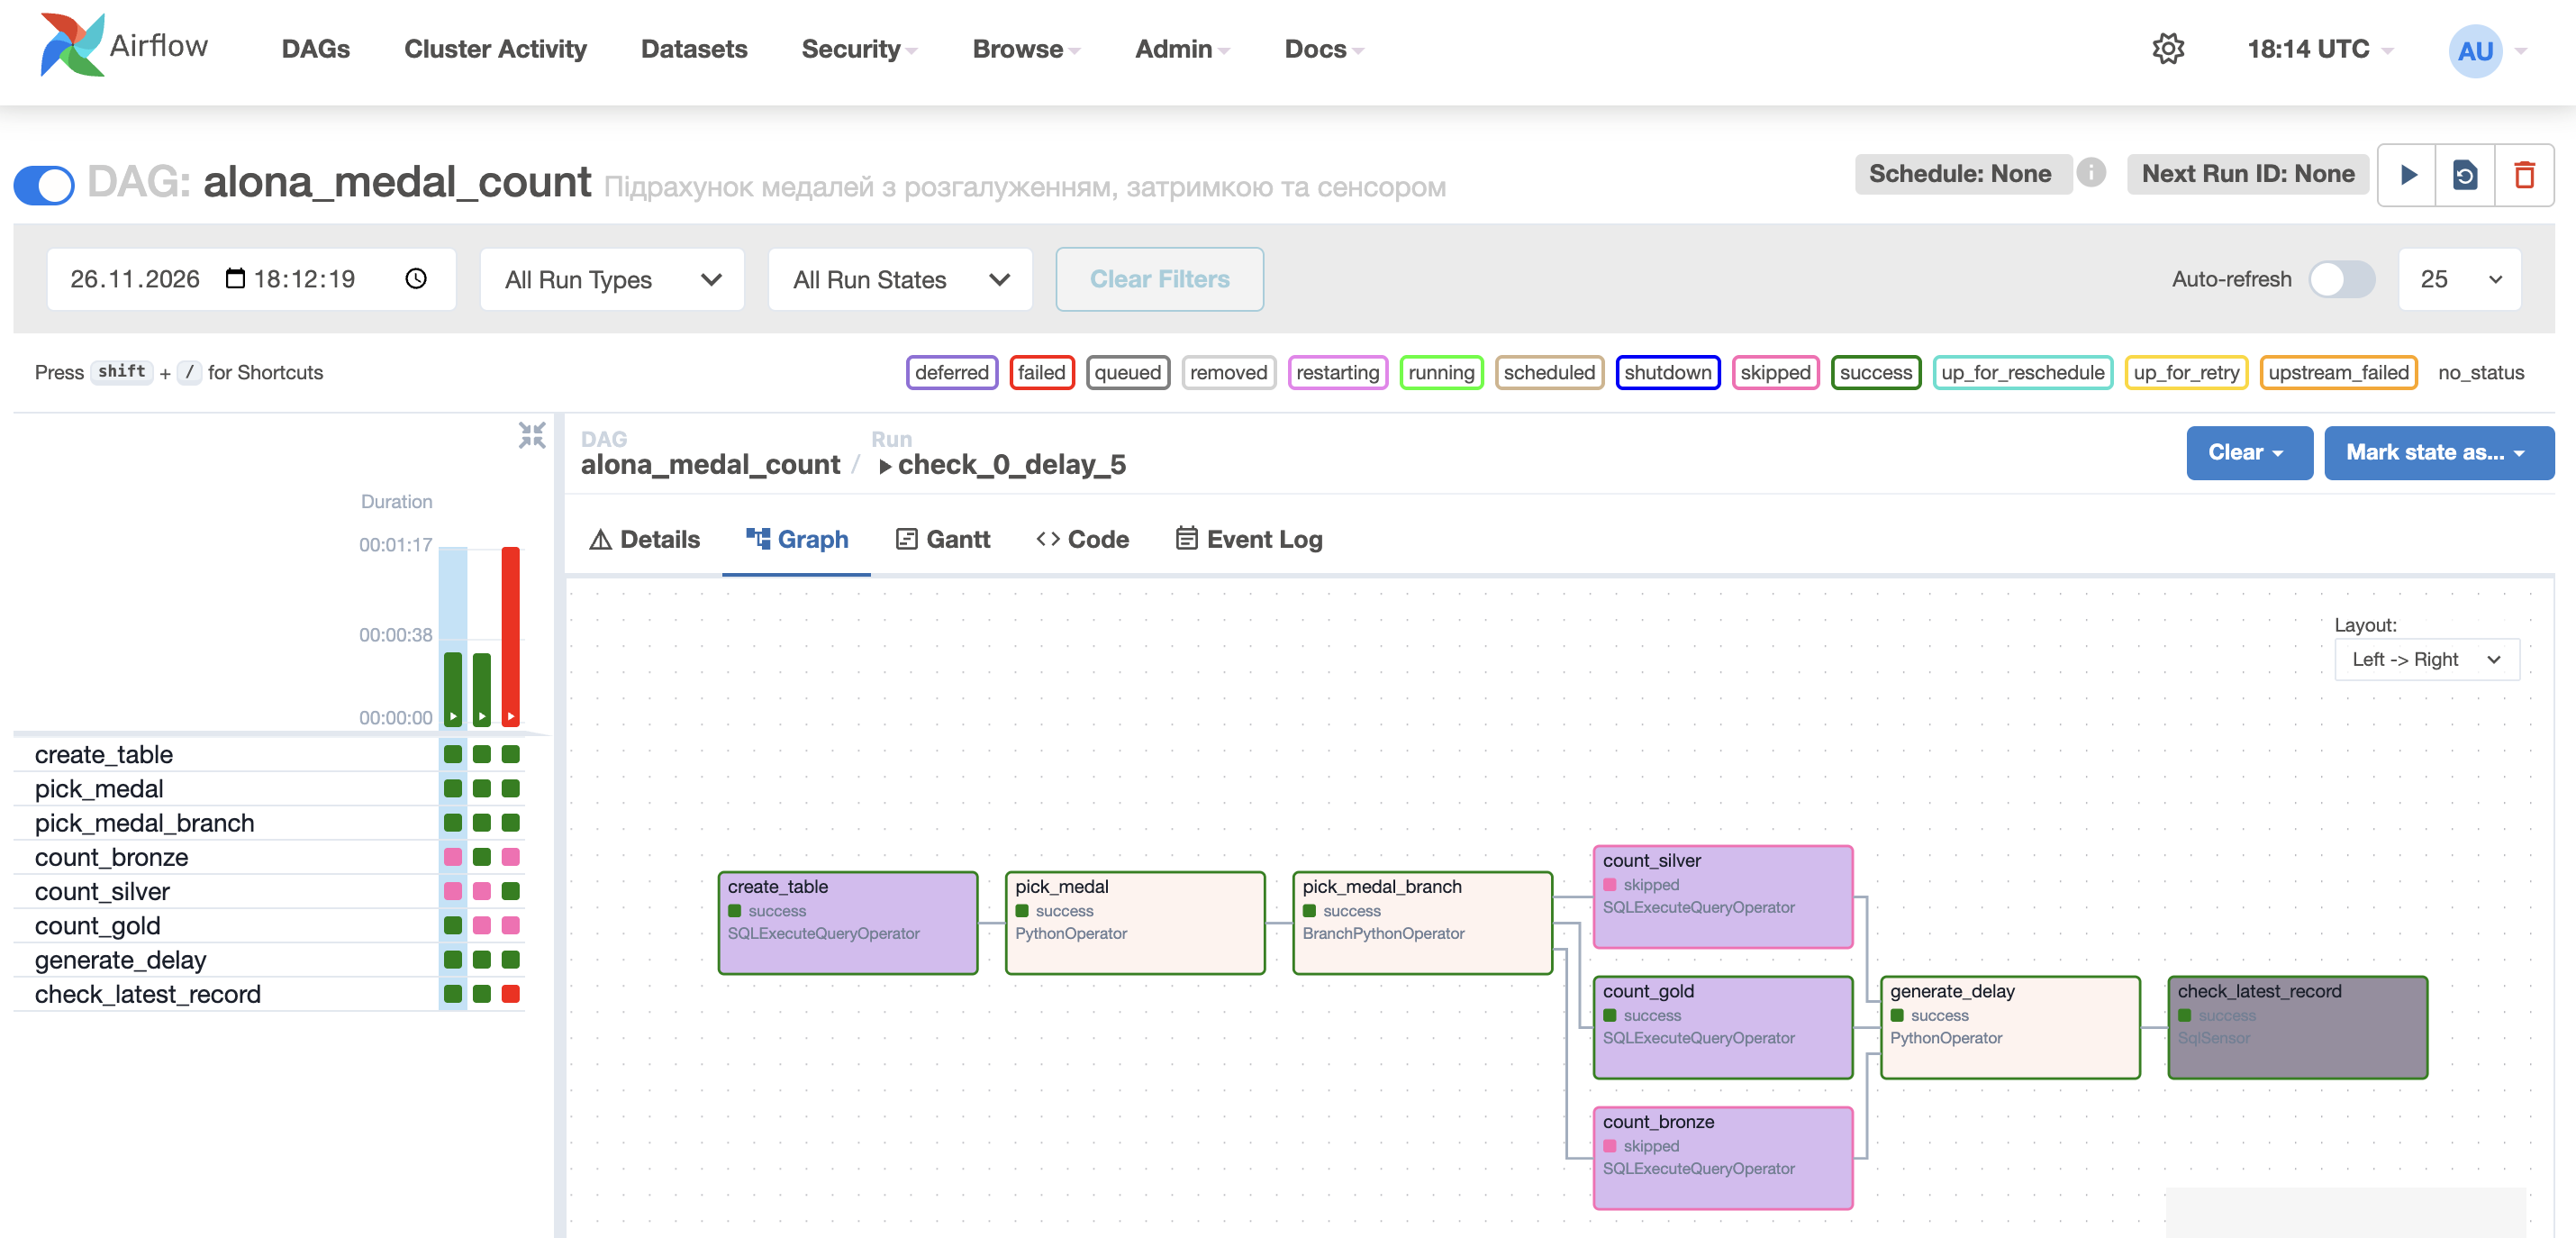 Airflow DAGs Cluster Activity Datasets Security Browse Admin Docs 18:14 UTC AU
DAG: alona_medal_count Підрахунок медалей з розгалуженням, затримкою та сенсором Schedule: None i Next Run ID: None
26.11.2026 18:12:19 All Run Types All Run States Clear Filters Auto-refresh 25
Press shift + / for Shortcuts deferred failed queued removed restarting running scheduled shutdown skipped success up_for_reschedule up_for_retry upstream_failed no_status
DAG
alona_medal_count /
Run
check_0_delay_5
Clear Mark state as...
Details Graph Gantt <> Code Event Log
Duration
00:01:17
00:00:38
00:00:00
create_table
pick_medal
pick_medal_branch
count_bronze
count_silver
count_gold
generate_delay
check_latest_record
Layout:
Left -> Right
create_table
success
SQLExecuteQueryOperator
pick_medal
success
PythonOperator
pick_medal_branch
success
BranchPythonOperator
count_silver
skipped
SQLExecuteQueryOperator
count_gold
success
SQLExecuteQueryOperator
count_bronze
skipped
SQLExecuteQueryOperator
generate_delay
success
PythonOperator
check_latest_record
success
SqlSensor